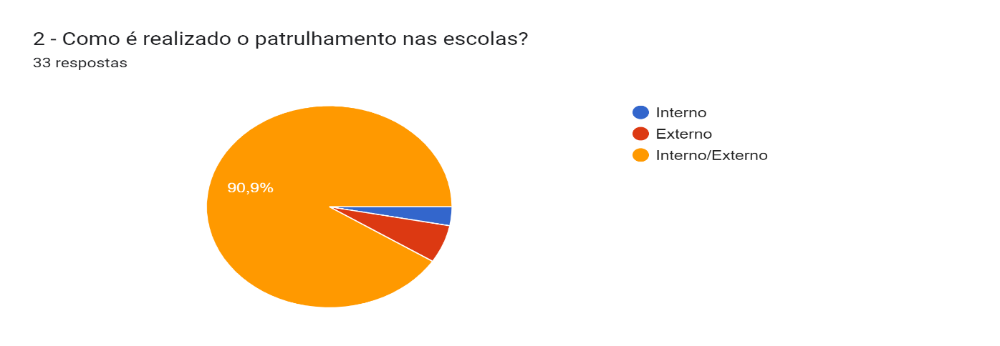 2 - Como é realizado o patrulhamento nas escolas?
33 respostas
90,9%
Interno
Externo
Interno/Externo